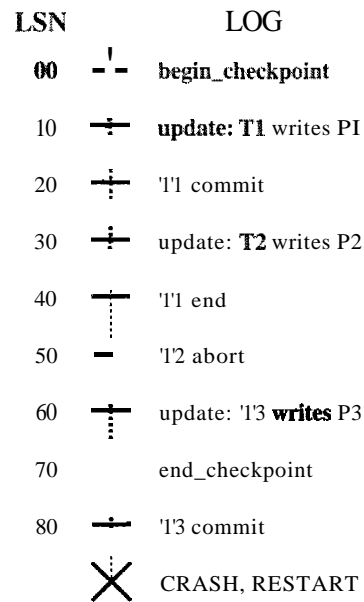 LSN LOG
00 begin_checkpoint
10 update: T1 writes PI
20 '1'1 commit
30 update: T2 writes P2
40 '1'1 end
50 '1'2 abort
60 update: '1'3 writes P3
70 end_checkpoint
80 '1'3 commit
CRASH, RESTART